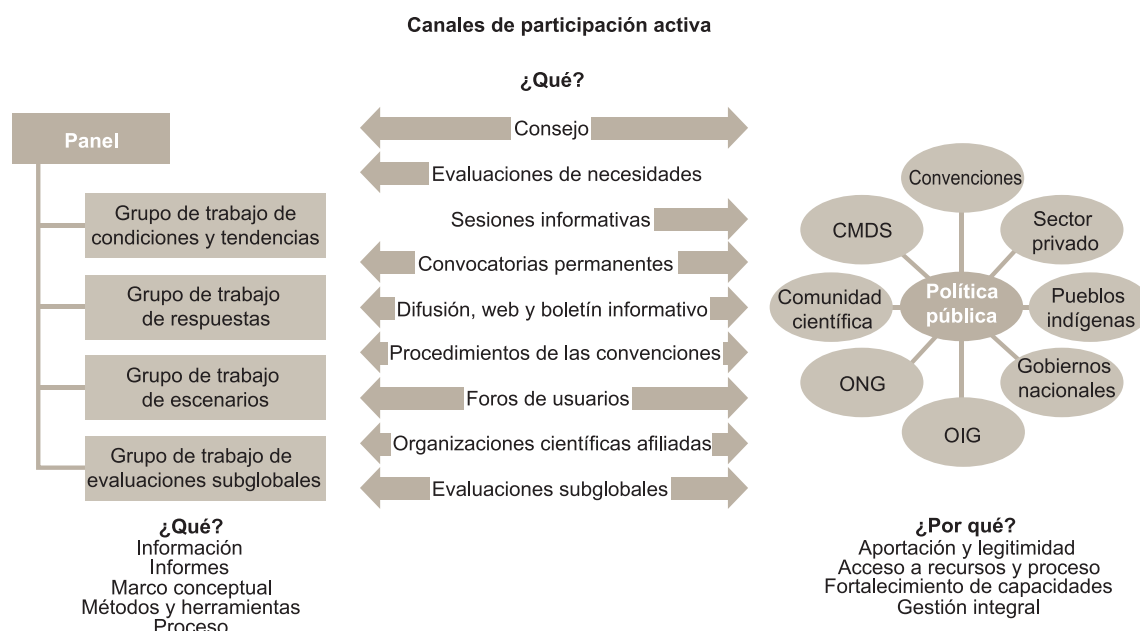 Canales de participación activa
¿Qué?
Panel
Grupo de trabajo de
condiciones y tendencias
Grupo de trabajo
de respuestas
Grupo de trabajo
de escenarios
Grupo de trabajo de
evaluaciones subglobales
¿Qué?
Información
Informes
Marco conceptual
Métodos y herramientas
Proceso
Consejo
Evaluaciones de necesidades
Sesiones informativas
Convocatorias permanentes
Difusión, web y boletín informativo
Procedimientos de las convenciones
Foros de usuarios
Organizaciones científicas afiliadas
Evaluaciones subglobales
Convenciones
CMDS
Sector
privado
Comunidad
científica
Política
pública
Pueblos
indígenas
ONG
Gobiernos
nacionales
OIG
¿Por qué?
Aportación y legitimidad
Acceso a recursos y proceso
Fortalecimiento de capacidades
Gestión integral